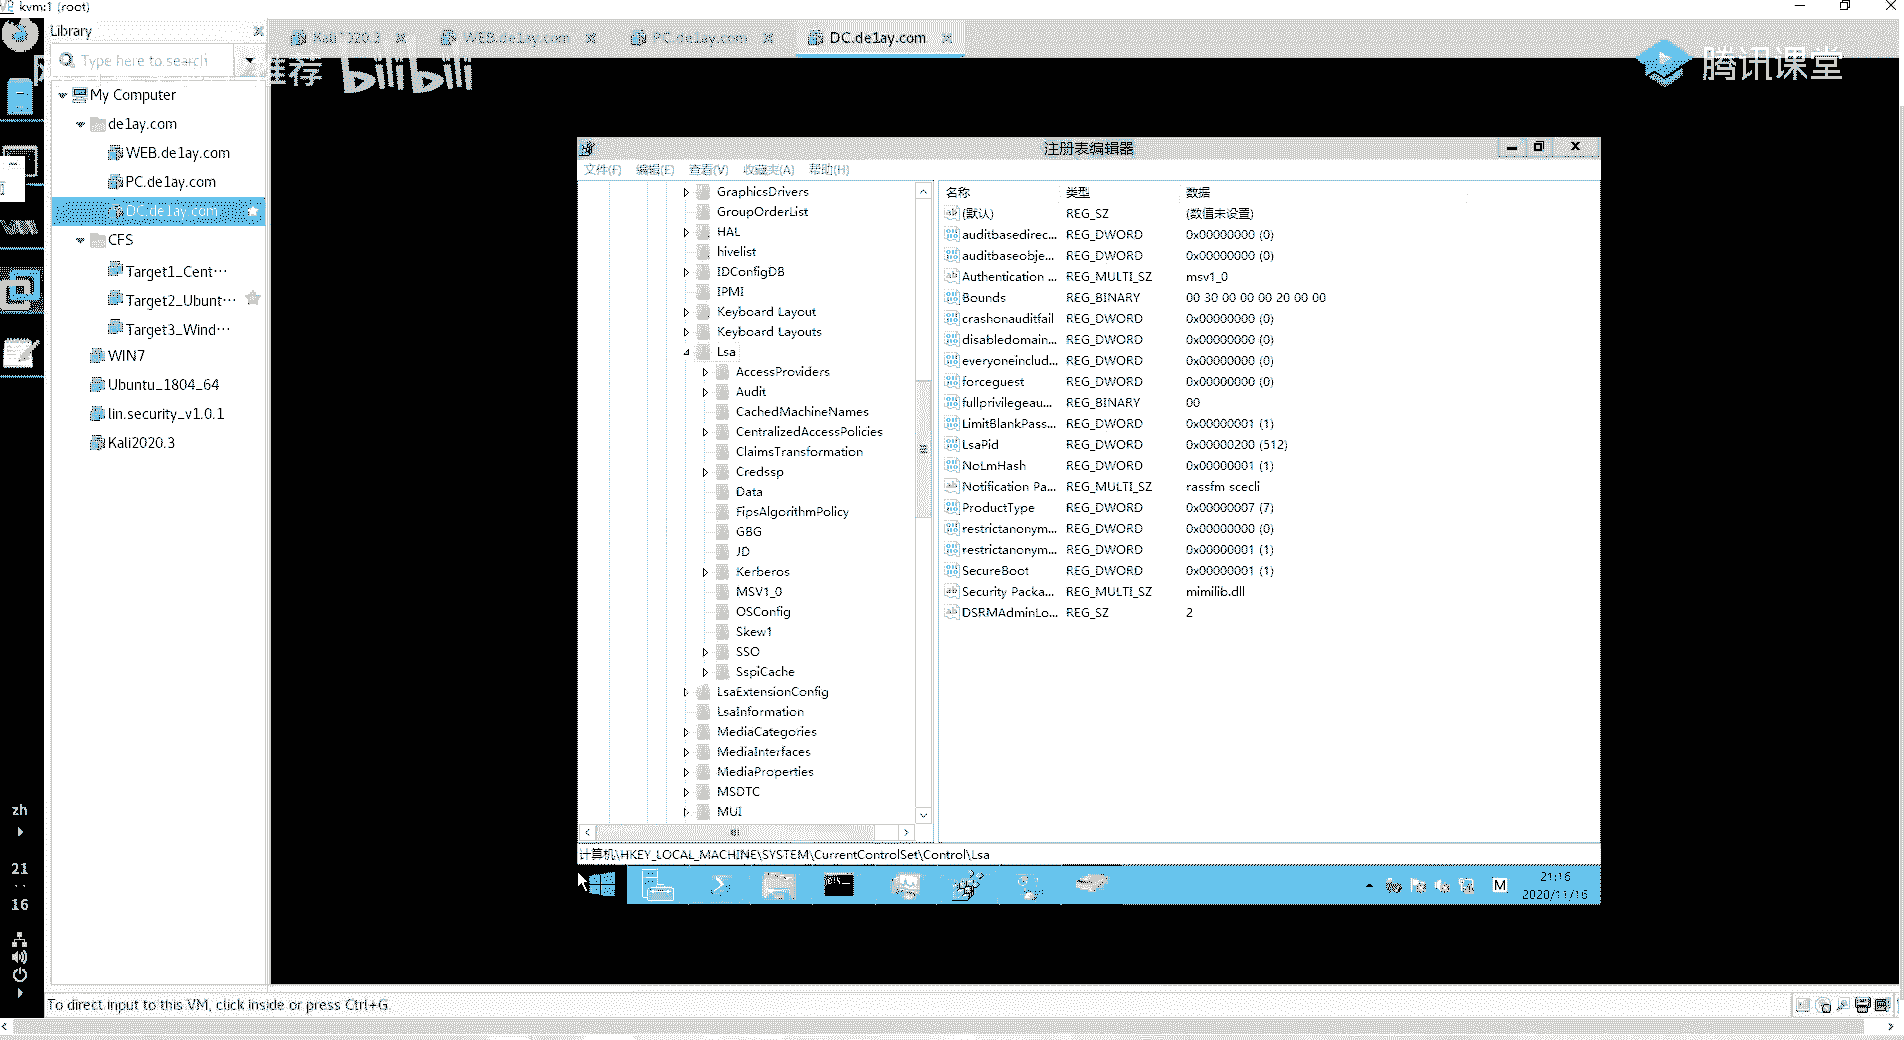 kvm:1 (root)
Library
Type here to search
推荐 bilibili
腾讯课堂
Kali2020.3
WEB.de1ay.com
PC.de1ay.com
DC.de1ay.com
My Computer
de1ay.com
WEB.de1ay.com
PC.de1ay.com
DC.de1ay.com
CFS
Target1_Cent···
Target2_Ubunt···
Target3_Wind···
WIN7
Ubuntu_1804_64
lin.security_v1.0.1
Kali2020.3
注册表编辑器
文件(F) 编辑(E) 查看(V) 收藏夹(A) 帮助(H)
GraphicsDrivers
GroupOrderList
HAL
hivelist
IDConfigDB
IPMI
Keyboard Layout
Keyboard Layouts
Lsa
AccessProviders
Audit
CachedMachineNames
CentralizedAccessPolicies
ClaimsTransformation
Credssp
Data
FipsAlgorithmPolicy
GBG
JD
Kerberos
MSV1_0
OSConfig
Skew1
SSO
SspiCache
LsaExtensionConfig
LsaInformation
MediaCategories
MediaInterfaces
MediaProperties
MSDTC
MUI
名称 类型 数据
(默认) REG_SZ (数值未设置)
auditbasedirec... REG_DWORD 0x00000000 (0)
auditbaseobje... REG_DWORD 0x00000000 (0)
Authentication ... REG_MULTI_SZ msv1_0
Bounds REG_BINARY 00 30 00 00 00 20 00 00
crashonauditfail REG_DWORD 0x00000000 (0)
disabledomain... REG_DWORD 0x00000000 (0)
everyoneinclud... REG_DWORD 0x00000000 (0)
forceguest REG_DWORD 0x00000000 (0)
fullprivilegeau... REG_BINARY 00
LimitBlankPass... REG_DWORD 0x00000001 (1)
LsaPid REG_DWORD 0x00000200 (512)
NoLmHash REG_DWORD 0x00000001 (1)
Notification Pa... REG_MULTI_SZ rassfm scecli
ProductType REG_DWORD 0x00000007 (7)
restrictanonym... REG_DWORD 0x00000000 (0)
restrictanonym... REG_DWORD 0x00000001 (1)
SecureBoot REG_DWORD 0x00000001 (1)
Security Packa... REG_MULTI_SZ mimilib.dll
DSRMAdminLo... REG_SZ 2
计算机\HKEY_LOCAL_MACHINE\SYSTEM\CurrentControlSet\Control\Lsa
M
21:16
2020/11/16
zh
21
16
To direct input to this VM, click inside or press Ctrl+G.